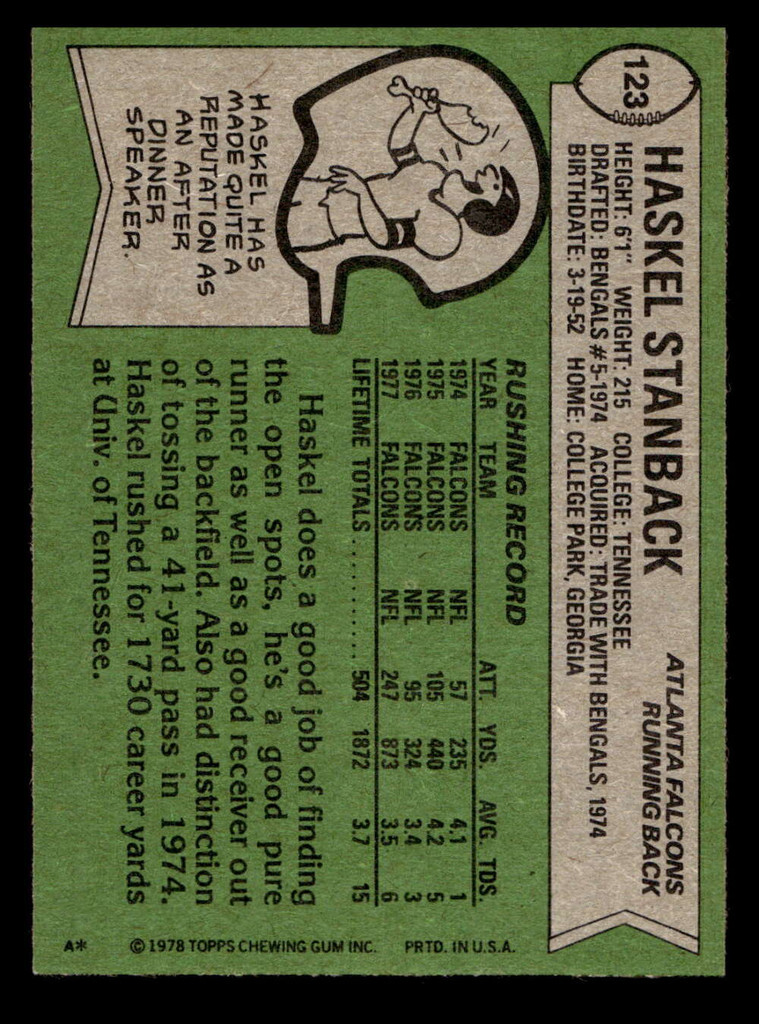 123
HASKEL STANBACK
ATLANTA FALCONS
RUNNING BACK
HEIGHT: 6'1" WEIGHT: 215 COLLEGE: TENNESSEE
DRAFTED: BENGALS #5-1974 ACQUIRED: TRADE WITH BENGALS, 1974
BIRTHDATE: 3-19-52 HOME: COLLEGE PARK, GEORGIA
HASKEL HAS
MADE QUITE A
REPUTATION AS
AN AFTER
DINNER
SPEAKER.
RUSHING RECORD
YEAR TEAM ATT. YDS. AVG. TDS.
1974 FALCONS NFL 57 235 4.1 1
1975 FALCONS NFL 105 440 4.2 5
1976 FALCONS NFL 95 324 3.4 3
1977 FALCONS NFL 247 873 3.5 6
LIFETIME TOTALS ............ 504 1872 3.7 15
Haskel does a good job of finding
the open spots, he's a good pure
runner as well as a good receiver out
of the backfield. Also had distinction
of tossing a 41-yard pass in 1974.
Haskel rushed for 1730 career yards
at Univ. of Tennessee.
A* © 1978 TOPPS CHEWING GUM INC. PRTD. IN U.S.A.